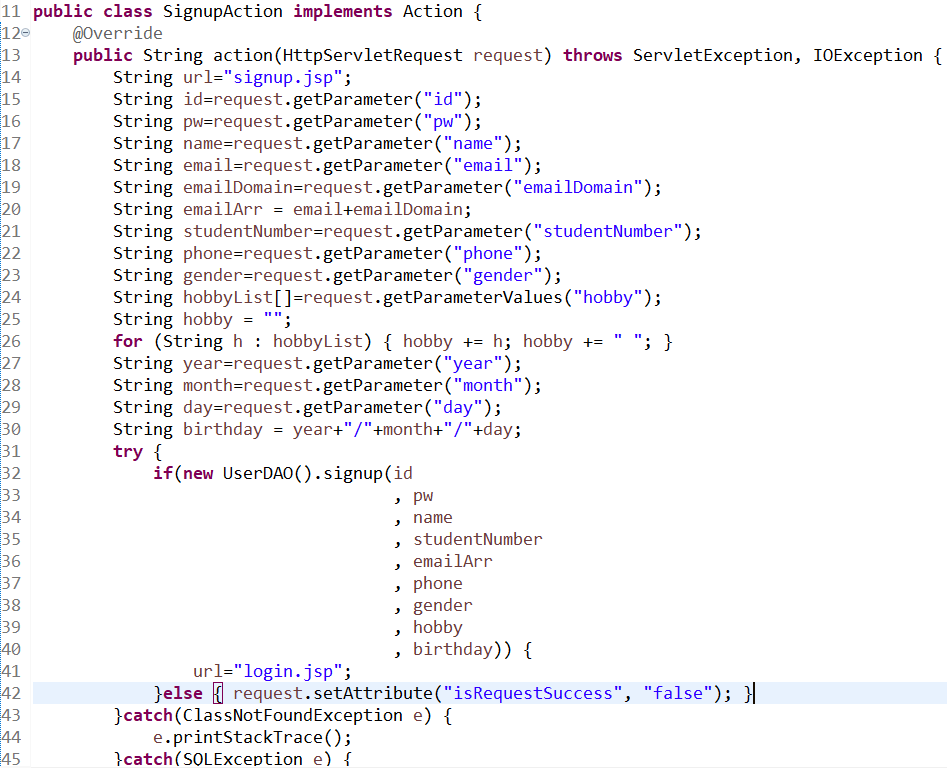 11 public class SignupAction implements Action {
12 @Override
13 public String action(HttpServletRequest request) throws ServletException, IOException {
14 String url="signup.jsp";
15 String id=request.getParameter("id");
16 String pw=request.getParameter("pw");
17 String name=request.getParameter("name");
18 String email=request.getParameter("email");
19 String emailDomain=request.getParameter("emailDomain");
20 String emailArr = email+emailDomain;
21 String studentNumber=request.getParameter("studentNumber");
22 String phone=request.getParameter("phone");
23 String gender=request.getParameter("gender");
24 String hobbyList[]=request.getParameterValues("hobby");
25 String hobby = "";
26 for (String h : hobbyList) { hobby += h; hobby += " "; }
27 String year=request.getParameter("year");
28 String month=request.getParameter("month");
29 String day=request.getParameter("day");
30 String birthday = year+"/"+month+"/"+day;
31 try {
32 if(new UserDAO().signup(id
33 , pw
34 , name
35 , studentNumber
36 , emailArr
37 , phone
38 , gender
39 , hobby
40 , birthday)) {
41 url="login.jsp";
42 }else { request.setAttribute("isRequestSuccess", "false"); }
43 }catch(ClassNotFoundException e) {
44 e.printStackTrace();
45 }catch(SQLException e) {